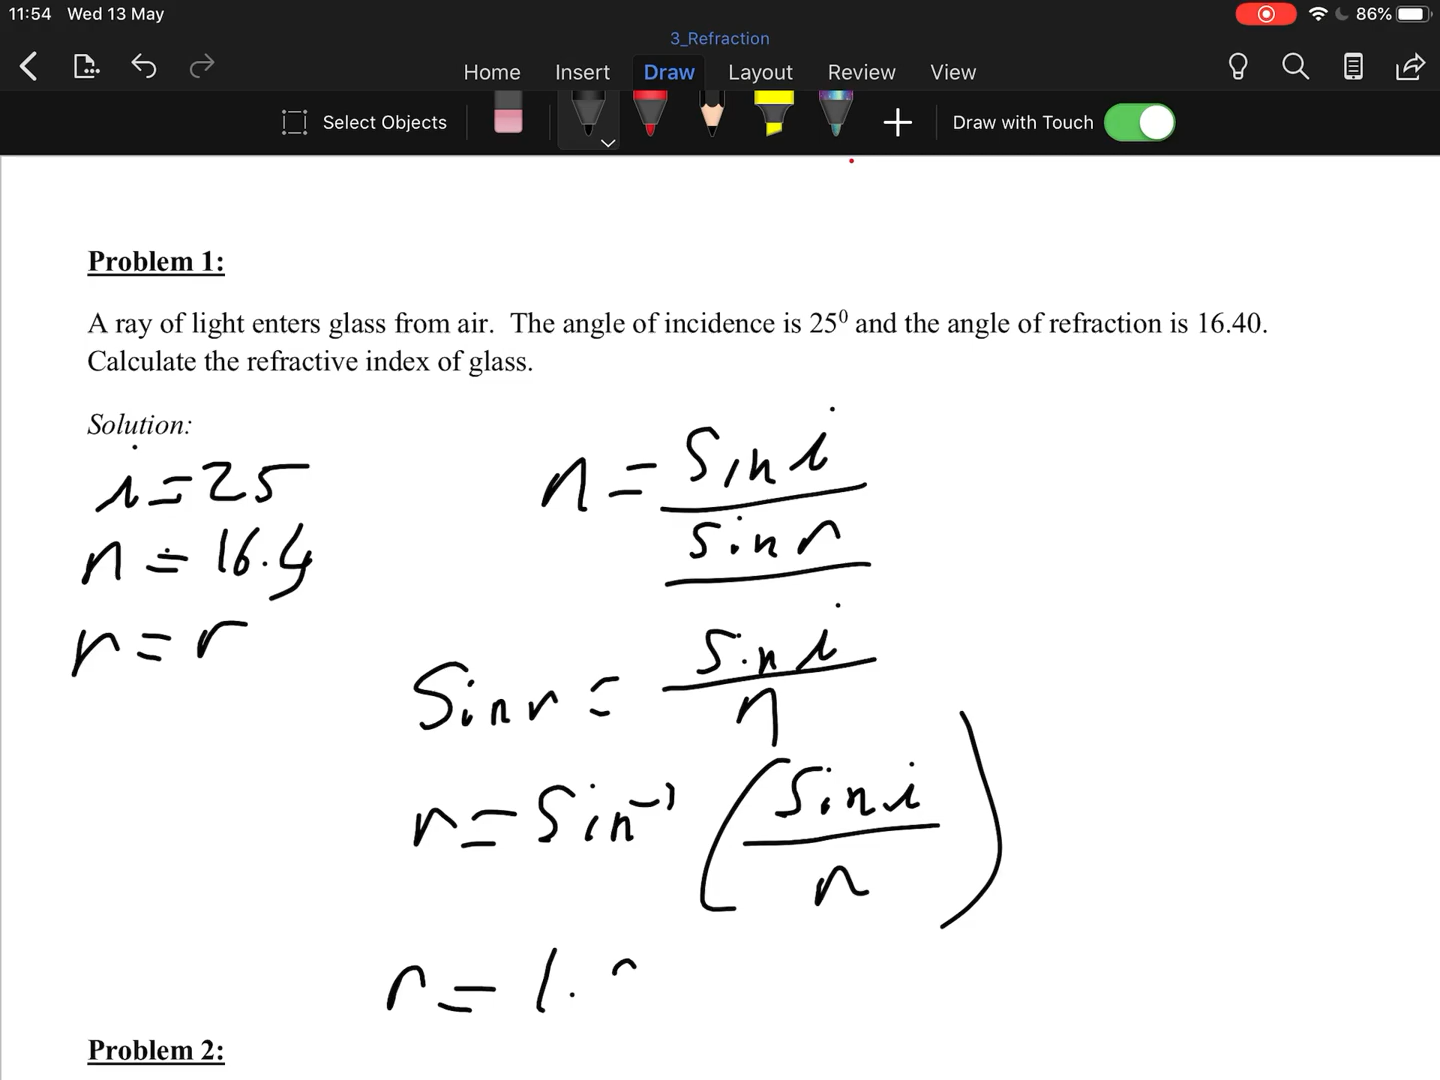 11:54 Wed 13 May 86%
3_Refraction
Home Insert Draw Layout Review View
Select Objects Draw with Touch
Problem 1:
A ray of light enters glass from air. The angle of incidence is 25⁰ and the angle of refraction is 16.40.
Calculate the refractive index of glass.
Solution:
i = 25
n = 16.4
r = r
n = Sin i
sin r
Sin r = Sin i
n
r = Sin⁻¹ ( Sin i
n )
r = 1.
Problem 2: